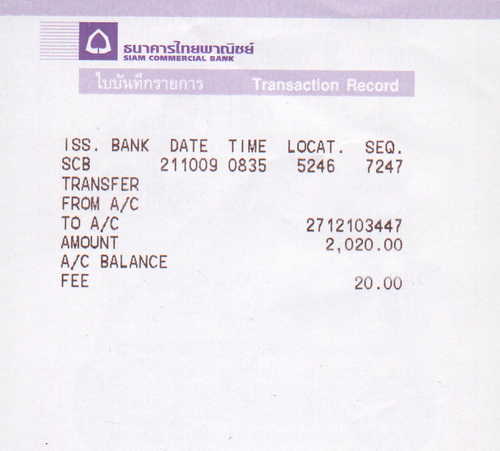 ธนาคารไทยพาณิชย์
SIAM COMMERCIAL BANK
ใบบันทึกรายการ Transaction Record
ISS. BANK DATE TIME LOCAT. SEQ.
SCB 211009 0835 5246 7247
TRANSFER
FROM A/C
TO A/C 2712103447
AMOUNT 2,020.00
A/C BALANCE
FEE 20.00